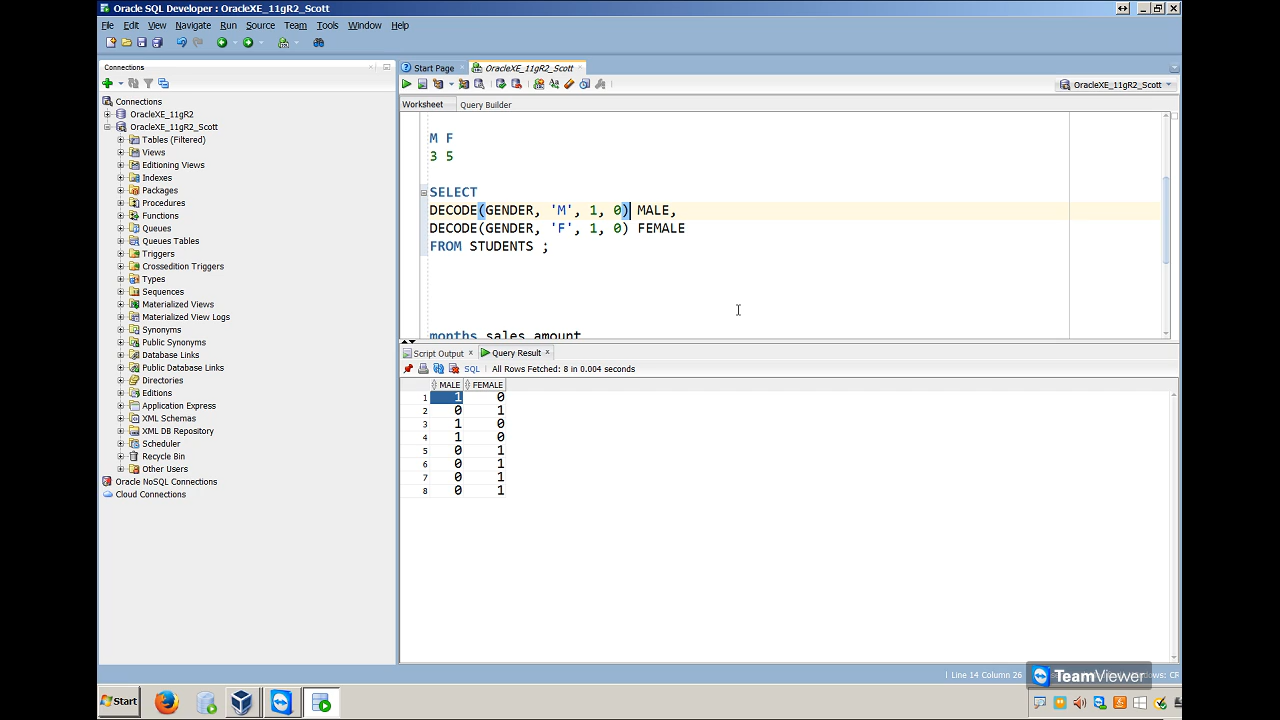 Oracle SQL Developer : OracleXE_11gR2_Scott
File Edit View Navigate Run Source Team Tools Window Help
Connections
Connections
OracleXE_11gR2
OracleXE_11gR2_Scott
Tables (Filtered)
Views
Editioning Views
Indexes
Packages
Procedures
Functions
Queues
Queues Tables
Triggers
Crossedition Triggers
Types
Sequences
Materialized Views
Materialized View Logs
Synonyms
Public Synonyms
Database Links
Public Database Links
Directories
Editions
Application Express
XML Schemas
XML DB Repository
Scheduler
Recycle Bin
Other Users
Oracle NoSQL Connections
Cloud Connections
Start Page OracleXE_11gR2_Scott
OracleXE_11gR2_Scott
Worksheet Query Builder
M F
3 5
SELECT
DECODE(GENDER, 'M', 1, 0) MALE,
DECODE(GENDER, 'F', 1, 0) FEMALE
FROM STUDENTS ;
months sales amount
Script Output Query Result
SQL All Rows Fetched: 8 in 0.004 seconds
MALE FEMALE
1 1 0
2 0 1
3 1 0
4 1 0
5 0 1
6 0 1
7 0 1
8 0 1
Line 14 Column 26
TeamViewer
Start